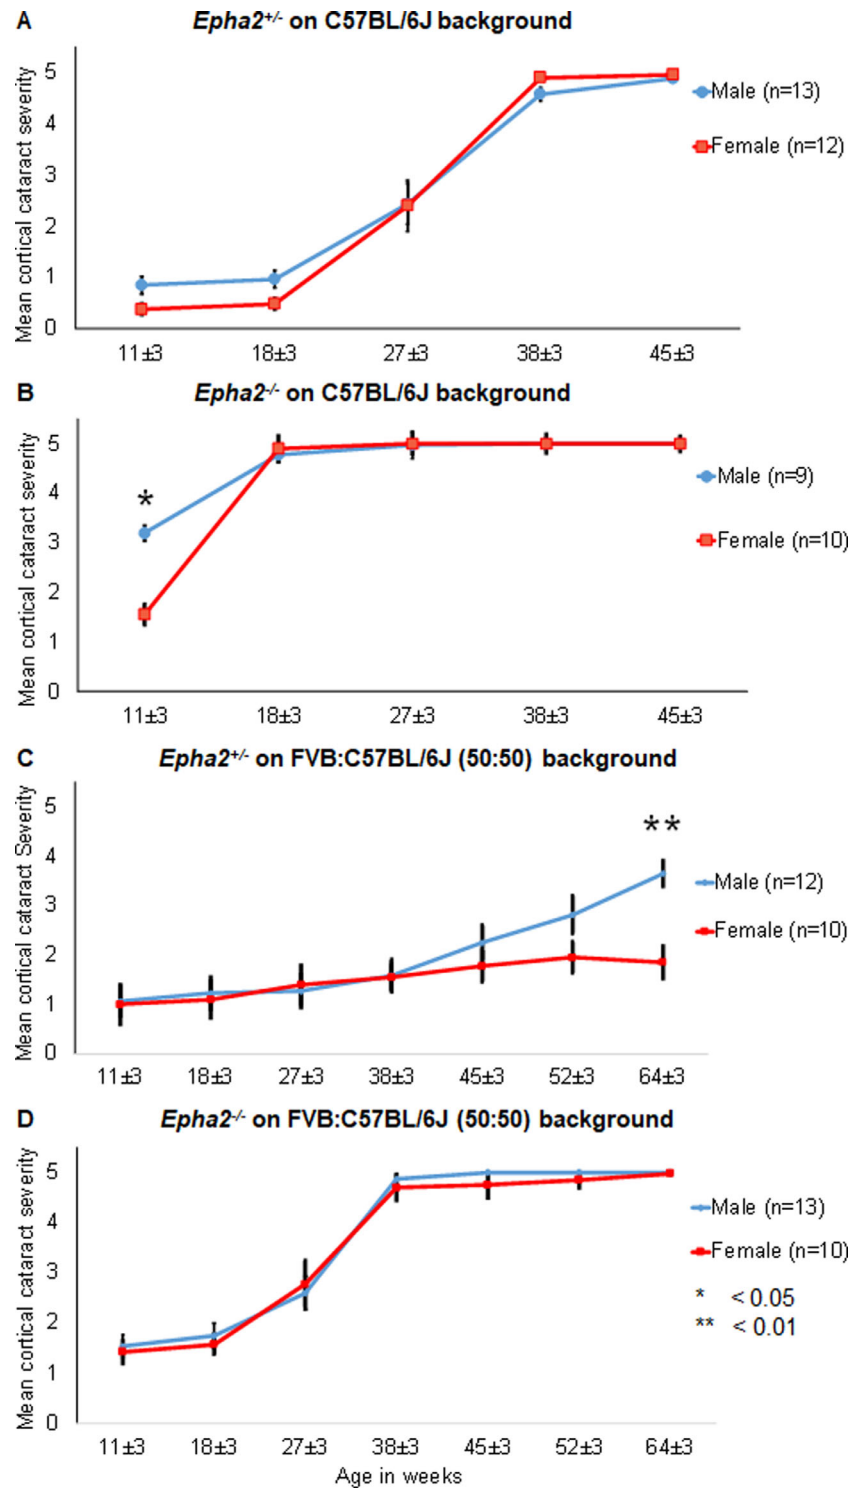 A Epha2+/- on C57BL/6J background
Mean cortical cataract severity
5
4
3
2
1
0
Male (n=13)
Female (n=12)
11±3 18±3 27±3 38±3 45±3
B Epha2-/- on C57BL/6J background
Mean cortical cataract severity
5
4
3
2
1
0
*
Male (n=9)
Female (n=10)
11±3 18±3 27±3 38±3 45±3
C Epha2+/- on FVB:C57BL/6J (50:50) background
Mean cortical cataract Severity
5
4
3
2
1
0
**
Male (n=12)
Female (n=10)
11±3 18±3 27±3 38±3 45±3 52±3 64±3
D Epha2-/- on FVB:C57BL/6J (50:50) background
Mean cortical cataract severity
5
4
3
2
1
0
Male (n=13)
Female (n=10)
* < 0.05
** < 0.01
11±3 18±3 27±3 38±3 45±3 52±3 64±3
Age in weeks